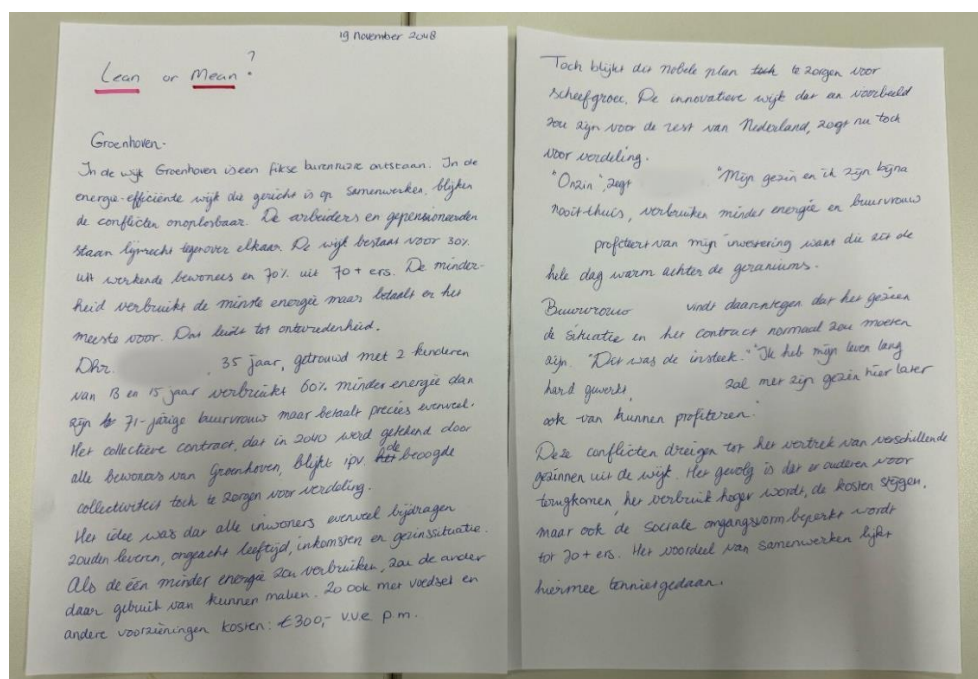 19 November 2048
Lean or Mean?
Groenhoven.
In de wijk Groenhoven is een fikse burenruzie ontstaan. In de
energie-efficiënde wijk die gericht is op samenwerken, blijken
de conflicten onoplosbaar. De arbeiders en gepensioneerden
staan lijnrecht tegenover elkaar. De wijk bestaat voor 30%
uit werkende bewoners en 70% uit 70+ ers. De minder-
heid verbruikt de minste energie maar betaalt er het
meeste voor. Dat leidt tot ontevredenheid.
Dhr. , 35 jaar, getrouwd met 2 kinderen
van 13 en 15 jaar verbruikt 60% minder energie dan
zijn 71-jarige buurvrouw maar betaalt precies evenveel.
Het collectieve contract, dat in 2040 werd getekend door
alle bewoners van Groenhoven, blijkt ipv. de beoogde
collectiviteit toch te zorgen voor verdeling.
Het idee was dat alle inwoners evenveel bijdragen
zouden leveren, ongeacht leeftijd, inkomsten en gezinssituatie.
Als de één minder energie zou verbruiken, zou de ander
daar gebruik van kunnen maken. Zo ook met voedsel en
andere voorzieningen kosten: €300,- v.v.e p.m.
Toch blijkt dit nobele plan te zorgen voor
scheefgroei. De innovatieve wijk dat een voorbeeld
zou zijn voor de rest van Nederland, zorgt nu toch
voor verdeling.
"Onzin", zegt "Mijn gezin en ik zijn bijna
nooit thuis, verbruiken minder energie en buurvrouw
profiteert van mijn investering want die zit de
hele dag warm achter de geraniums.
Buurvrouw vindt daarentegen dat het gezien
de situatie en het contract normaal zou moeten
zijn. "Dit was de insteek." "Ik heb mijn leven lang
hard gewerkt, zal met zijn gezin hier later
ook van kunnen profiteren."
Deze conflicten dreigen tot het vertrek van verschillende
gezinnen uit de wijk. Het gevolg is dat er ouderen voor
terugkomen, het verbruik hoger wordt, de kosten stijgen,
maar ook de sociale omgangsvorm beperkt wordt
tot 70+ ers. Het voordeel van samenwerken lijkt
hiermee tenietgedaan.